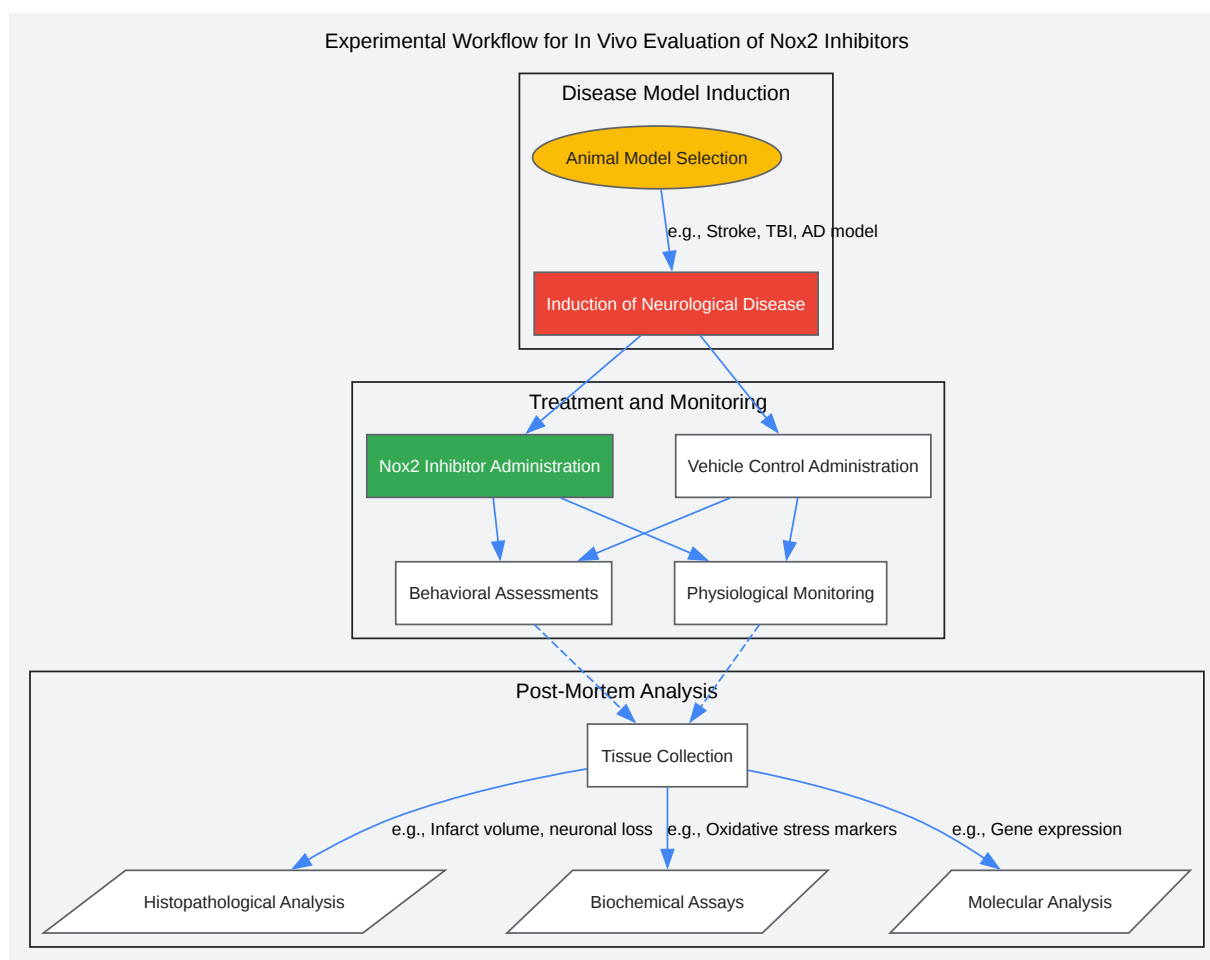 Experimental Workflow for In Vivo Evaluation of Nox2 Inhibitors
Disease Model Induction
Animal Model Selection
e.g., Stroke, TBI, AD model
Induction of Neurological Disease
Treatment and Monitoring
Nox2 Inhibitor Administration
Vehicle Control Administration
Behavioral Assessments
Physiological Monitoring
Post-Mortem Analysis
Tissue Collection
e.g., Infarct volume, neuronal loss
e.g., Oxidative stress markers
e.g., Gene expression
Histopathological Analysis
Biochemical Assays
Molecular Analysis